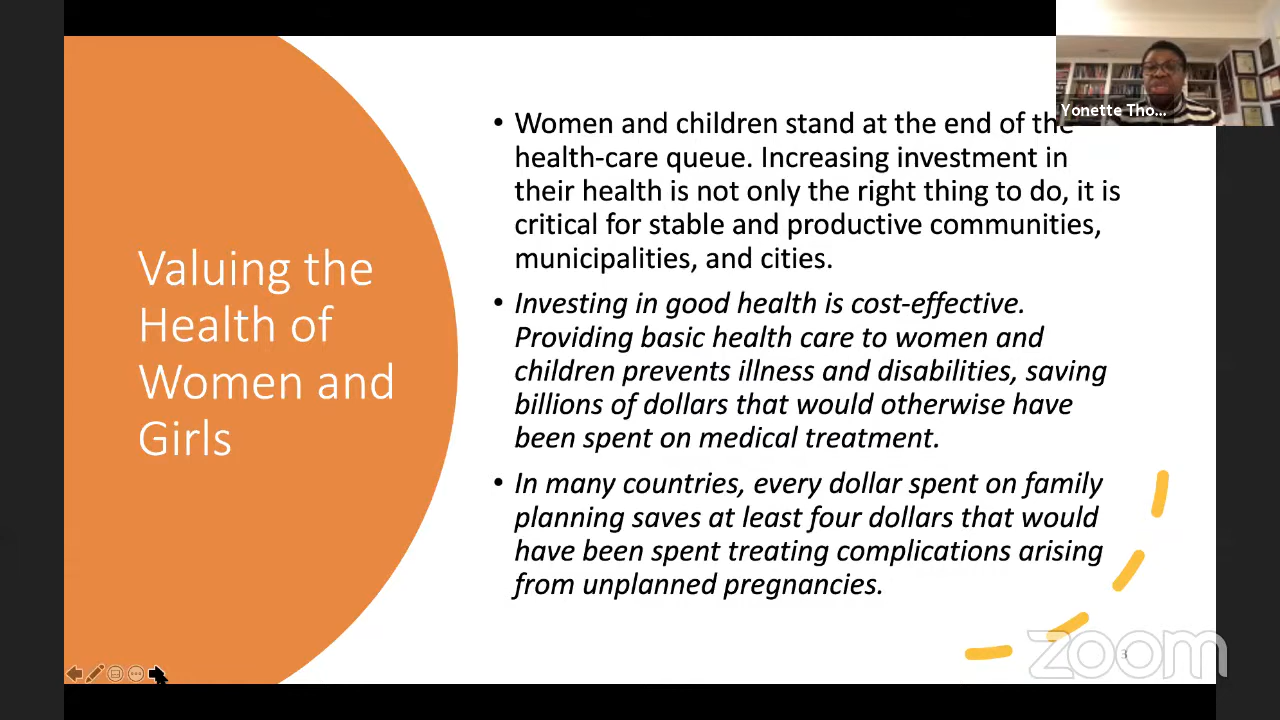 Yonette Tho...
Valuing the
Health of
Women and
Girls
• Women and children stand at the end of the
health-care queue. Increasing investment in
their health is not only the right thing to do, it is
critical for stable and productive communities,
municipalities, and cities.
• Investing in good health is cost-effective.
Providing basic health care to women and
children prevents illness and disabilities, saving
billions of dollars that would otherwise have
been spent on medical treatment.
• In many countries, every dollar spent on family
planning saves at least four dollars that would
have been spent treating complications arising
from unplanned pregnancies.
3
zoom